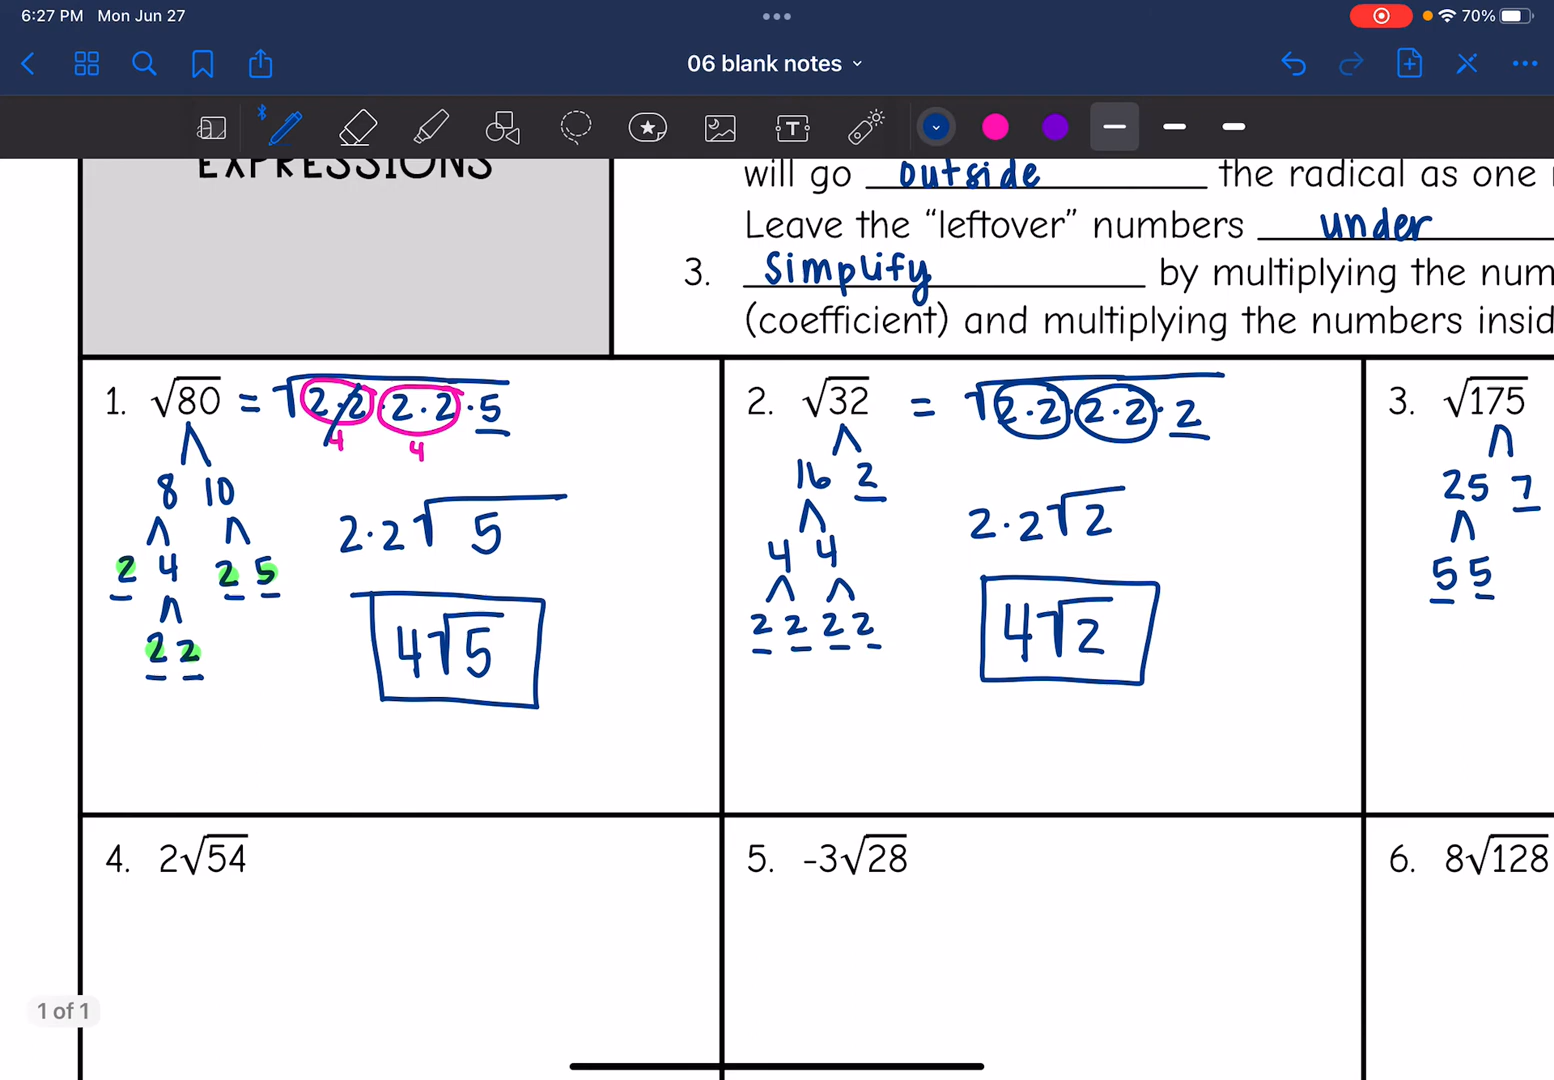 6:27 PM Mon Jun 27
70%
06 blank notes
T
EXPRESSIONS
will go outside the radical as one
Leave the “leftover” numbers under
3. Simplify by multiplying the num
(coefficient) and multiplying the numbers insid
1. √80 = √2·2·2·2·5
4 4
8 10
2 4 2 5
2 2
2·2√5
4√5
2. √32 = √2·2·2·2·2
16 2
4 4
2 2 2 2
2·2√2
4√2
3. √175
25 7
5 5
4. 2√54
5. -3√28
6. 8√128
1 of 1